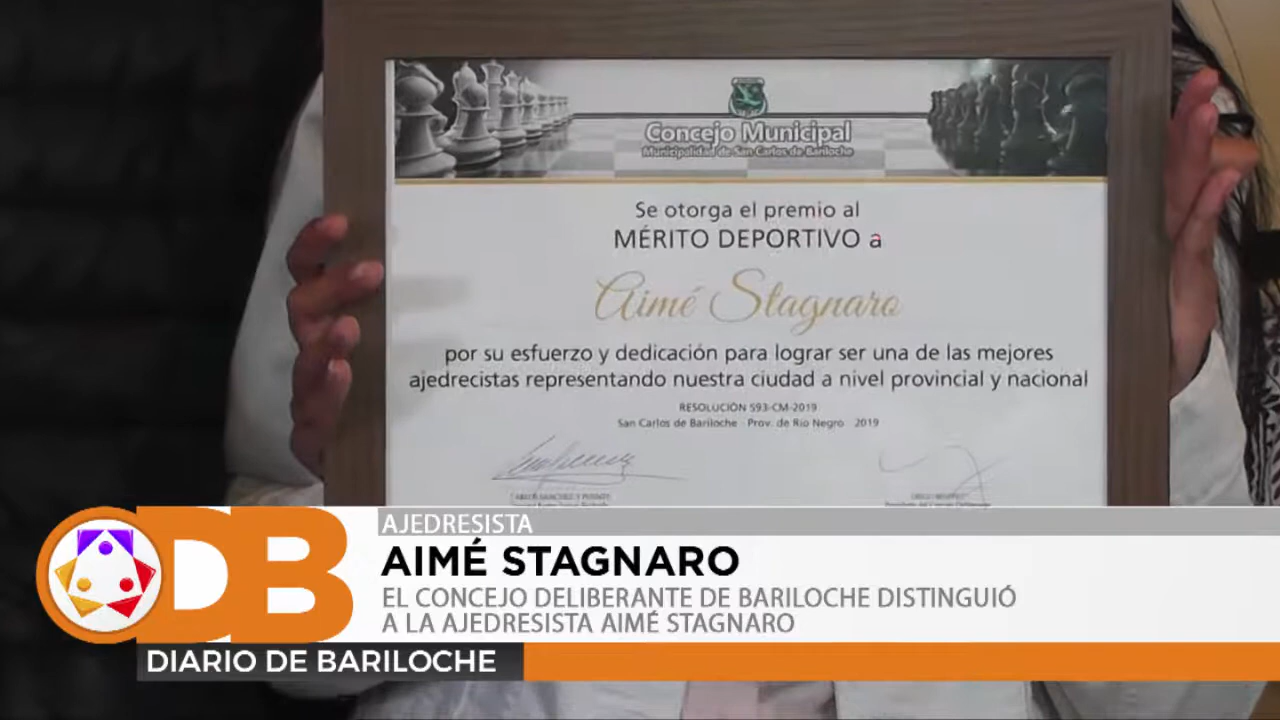 Concejo Municipal
Municipalidad de San Carlos de Bariloche
Se otorga el premio al
MÉRITO DEPORTIVO a
Aimé Stagnaro
por su esfuerzo y dedicación para lograr ser una de las mejores
ajedrecistas representando nuestra ciudad a nivel provincial y nacional
RESOLUCIÓN 593-CM-2019
San Carlos de Bariloche - Prov. de Río Negro - 2019
AJEDRESISTA
AIMÉ STAGNARO
EL CONCEJO DELIBERANTE DE BARILOCHE DISTINGUIÓ
A LA AJEDRESISTA AIMÉ STAGNARO
DB
DIARIO DE BARILOCHE